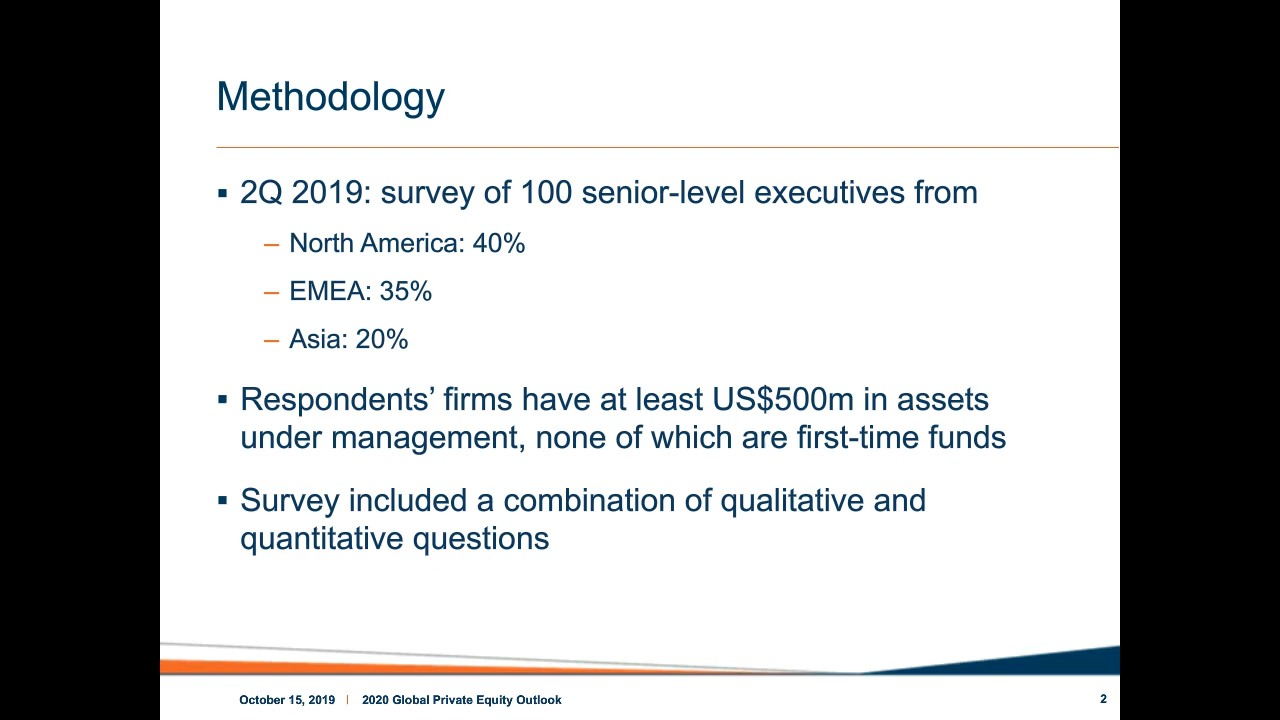 Methodology
▪ 2Q 2019: survey of 100 senior-level executives from
– North America: 40%
– EMEA: 35%
– Asia: 20%
▪ Respondents’ firms have at least US$500m in assets
under management, none of which are first-time funds
▪ Survey included a combination of qualitative and
quantitative questions
October 15, 2019 | 2020 Global Private Equity Outlook 2